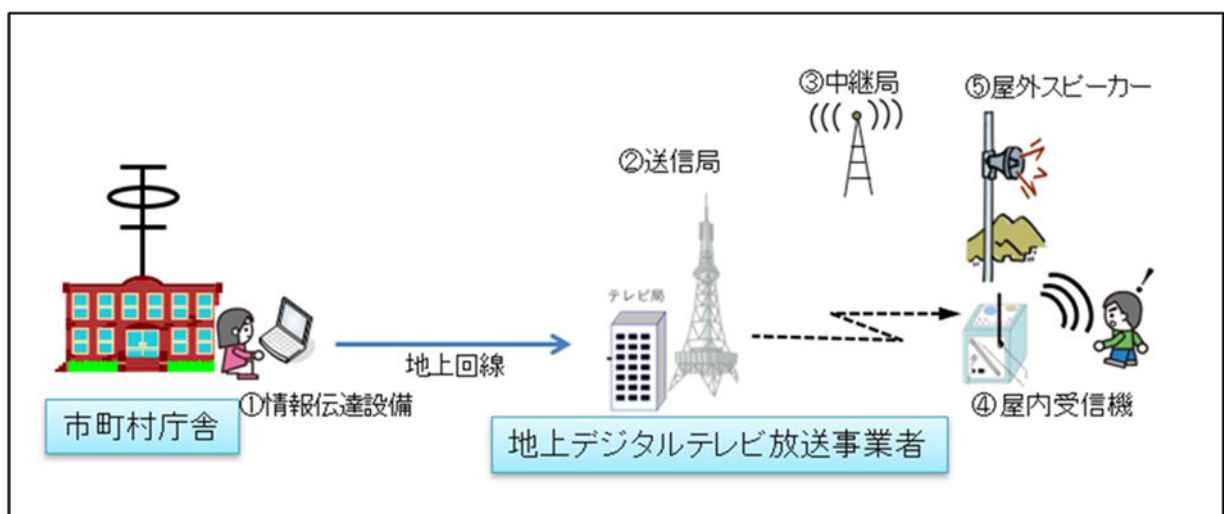 ③中継局
⑤屋外スピーカー
②送信局
テレビ局
地上回線
①情報伝達設備
④屋内受信機
市町村庁舎
地上デジタルテレビ放送事業者
!